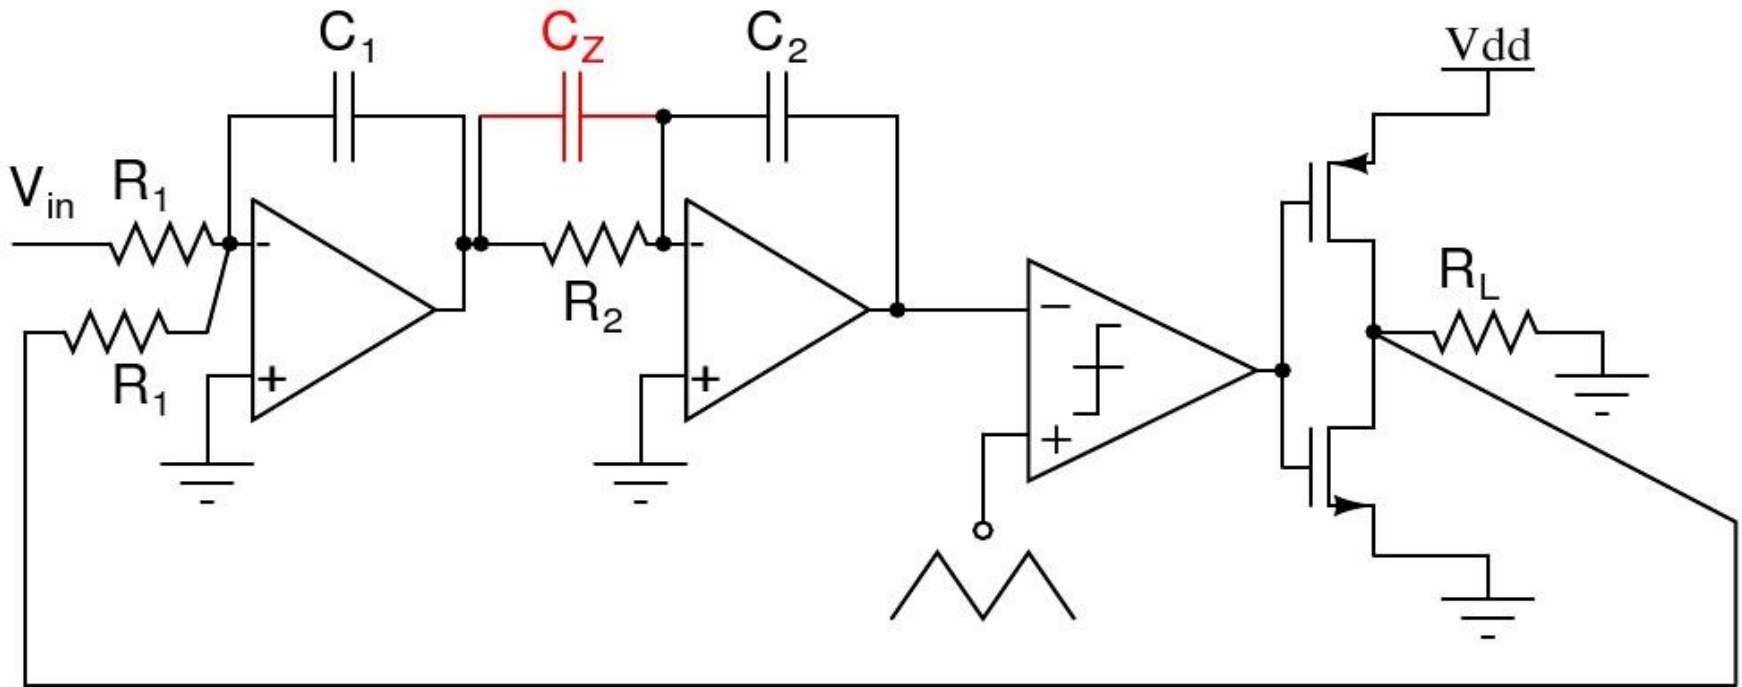 C1
CZ
C2
Vdd
Vin
R1
-
-
R2
R1
+
+
−
+
RL